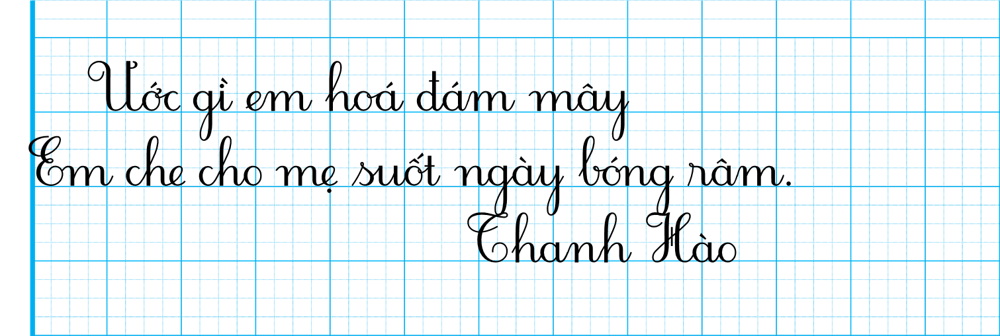 Ước gì em hoá đám mây
Em che cho mẹ suốt ngày bóng râm.
Thanh Hào